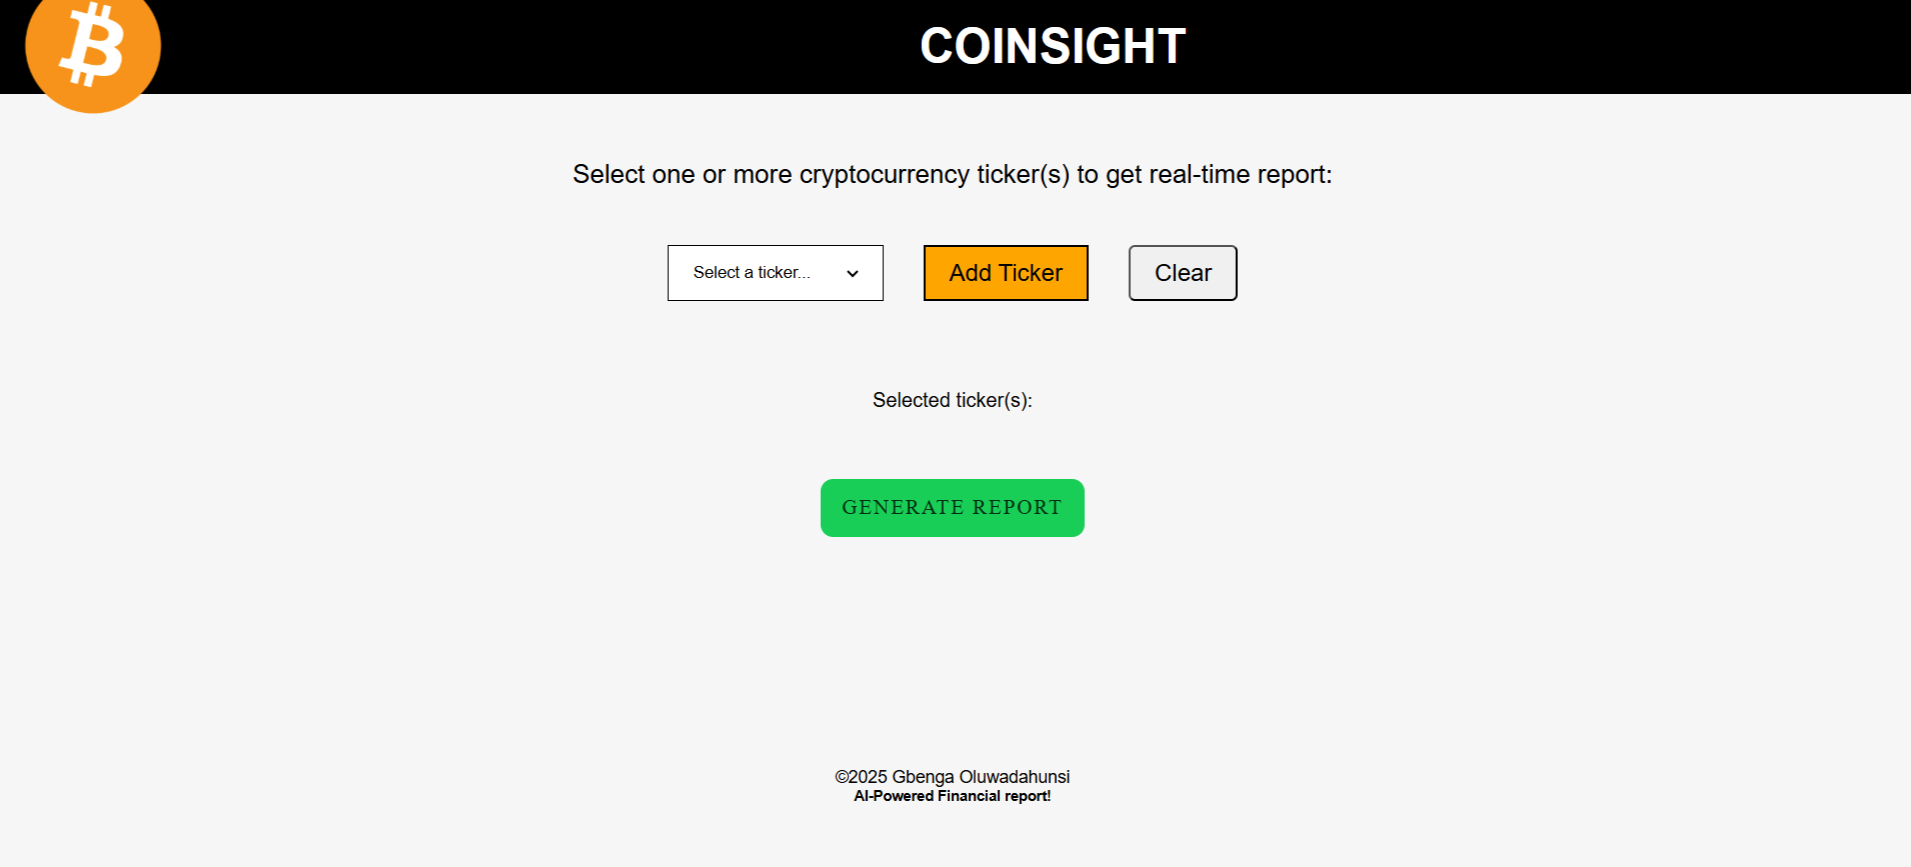 COINSIGHT
Select one or more cryptocurrency ticker(s) to get real-time report:
Select a ticker...
Add Ticker
Clear
Selected ticker(s):
GENERATE REPORT
©2025 Gbenga Oluwadahunsi
AI-Powered Financial report!